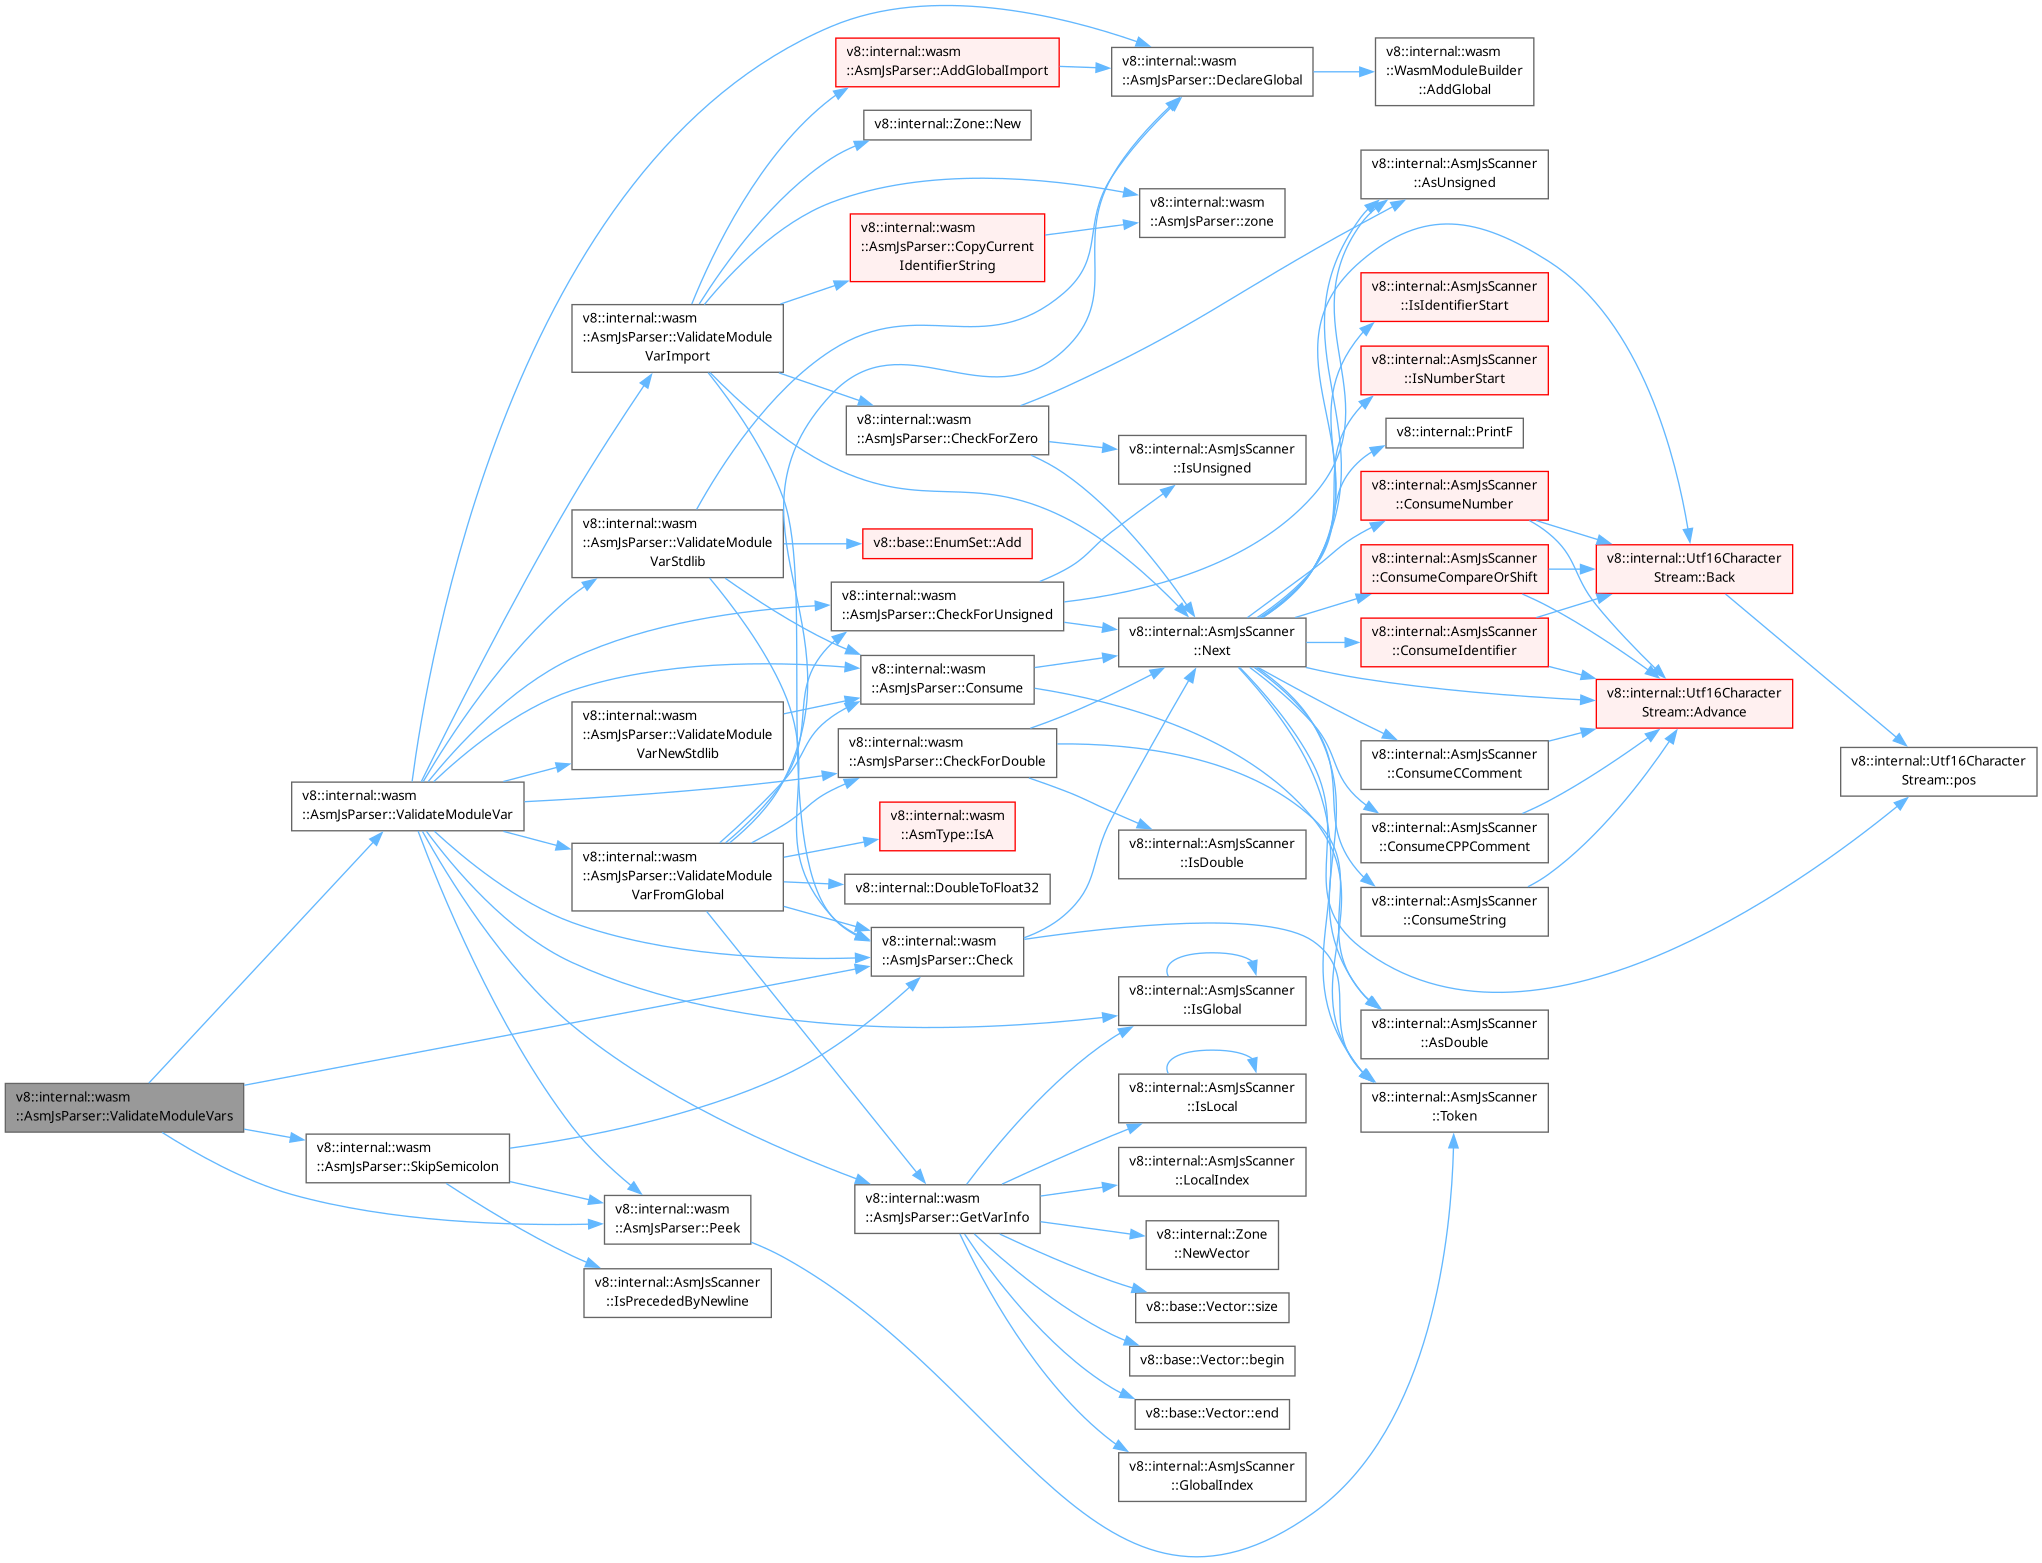 v8::internal::wasm
::AsmJsParser::ValidateModuleVars
v8::internal::wasm
::AsmJsParser::ValidateModuleVar
v8::internal::wasm
::AsmJsParser::SkipSemicolon
v8::internal::wasm
::AsmJsParser::ValidateModule
VarImport
v8::internal::wasm
::AsmJsParser::ValidateModule
VarStdlib
v8::internal::wasm
::AsmJsParser::ValidateModule
VarNewStdlib
v8::internal::wasm
::AsmJsParser::ValidateModule
VarFromGlobal
v8::internal::wasm
::AsmJsParser::Peek
v8::internal::AsmJsScanner
::IsPrecededByNewline
v8::internal::wasm
::AsmJsParser::AddGlobalImport
v8::internal::Zone::New
v8::internal::wasm
::AsmJsParser::CopyCurrent
IdentifierString
v8::internal::wasm
::AsmJsParser::CheckForZero
v8::base::EnumSet::Add
v8::internal::wasm
::AsmJsParser::CheckForUnsigned
v8::internal::wasm
::AsmJsParser::Consume
v8::internal::wasm
::AsmJsParser::CheckForDouble
v8::internal::wasm
::AsmType::IsA
v8::internal::DoubleToFloat32
v8::internal::wasm
::AsmJsParser::Check
v8::internal::wasm
::AsmJsParser::GetVarInfo
v8::internal::wasm
::AsmJsParser::DeclareGlobal
v8::internal::wasm
::AsmJsParser::zone
v8::internal::AsmJsScanner
::IsUnsigned
v8::internal::AsmJsScanner
::Next
v8::internal::AsmJsScanner
::IsDouble
v8::internal::AsmJsScanner
::IsGlobal
v8::internal::AsmJsScanner
::IsLocal
v8::internal::AsmJsScanner
::LocalIndex
v8::internal::Zone
::NewVector
v8::base::Vector::size
v8::base::Vector::begin
v8::base::Vector::end
v8::internal::AsmJsScanner
::GlobalIndex
v8::internal::wasm
::WasmModuleBuilder
::AddGlobal
v8::internal::AsmJsScanner
::AsUnsigned
v8::internal::AsmJsScanner
::IsIdentifierStart
v8::internal::AsmJsScanner
::IsNumberStart
v8::internal::PrintF
v8::internal::AsmJsScanner
::ConsumeNumber
v8::internal::AsmJsScanner
::ConsumeCompareOrShift
v8::internal::AsmJsScanner
::ConsumeIdentifier
v8::internal::AsmJsScanner
::ConsumeCComment
v8::internal::AsmJsScanner
::ConsumeCPPComment
v8::internal::AsmJsScanner
::ConsumeString
v8::internal::AsmJsScanner
::AsDouble
v8::internal::AsmJsScanner
::Token
v8::internal::Utf16Character
Stream::Back
v8::internal::Utf16Character
Stream::Advance
v8::internal::Utf16Character
Stream::pos